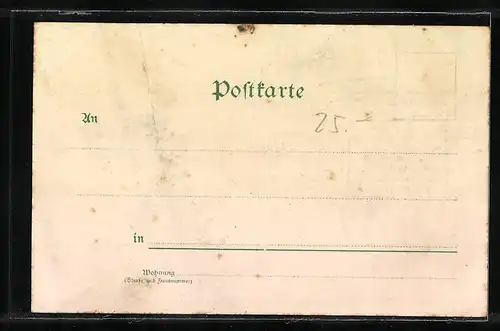 Postkarte
25.-
An
in
Wohnung
(Straße und Hausnummer)